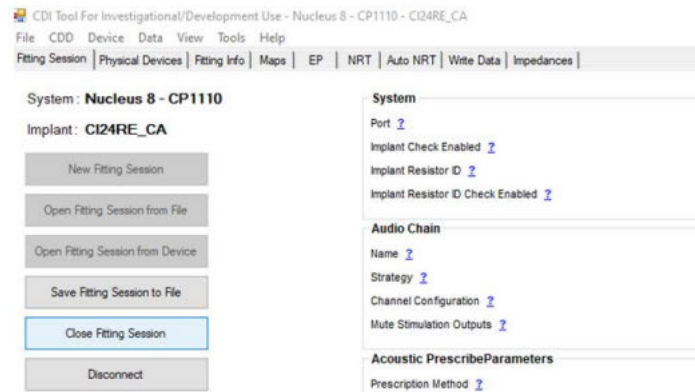 CDI Tool For Investigational/Development Use - Nucleus 8 - CP1110 - CI24RE_CA
File CDD Device Data View Tools Help
Fitting Session Physical Devices Fitting Info Maps EP NRT Auto NRT Write Data Impedances
System : Nucleus 8 - CP1110
Implant : CI24RE_CA
New Fitting Session
Open Fitting Session from File
Open Fitting Session from Device
Save Fitting Session to File
Close Fitting Session
Disconnect
System
Port ?
Implant Check Enabled ?
Implant Resistor ID ?
Implant Resistor ID Check Enabled ?
Audio Chain
Name ?
Strategy ?
Channel Configuration ?
Mute Stimulation Outputs ?
Acoustic PrescribeParameters
Prescription Method ?